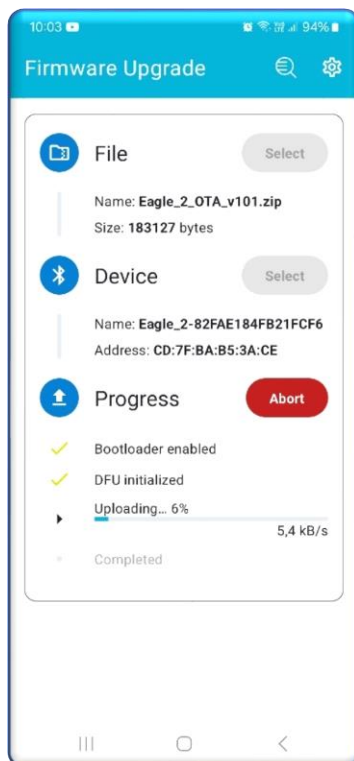 10:03 94%
Firmware Upgrade
File
Select
Name: Eagle_2_OTA_v101.zip
Size: 183127 bytes
Device
Select
Name: Eagle_2-82FAE184FB21FCF6
Address: CD:7F:BA:B5:3A:CE
Progress
Abort
Bootloader enabled
DFU initialized
Uploading... 6%
5,4 kB/s
Completed